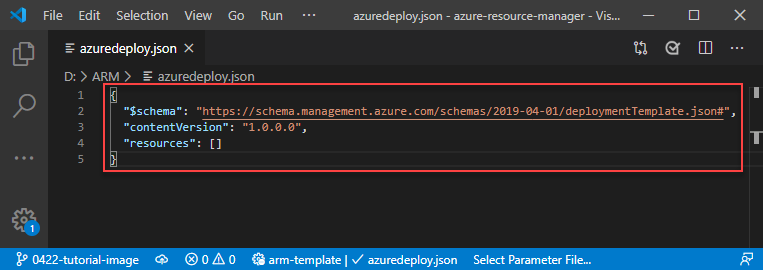 File Edit Selection View Go ··· azuredeploy.json - azure-resource-manager - Vis...
azuredeploy.json
D: > ARM > azuredeploy.json
1 {
2 "$schema": "https://schema.management.azure.com/schemas/2019-04-01/deploymentTemplate.json#",
3 "contentVersion": "1.0.0.0",
4 "resources": []
5 }
1
0422-tutorial-image 0 0 arm-template | ✓ azuredeploy.json Select Parameter File...